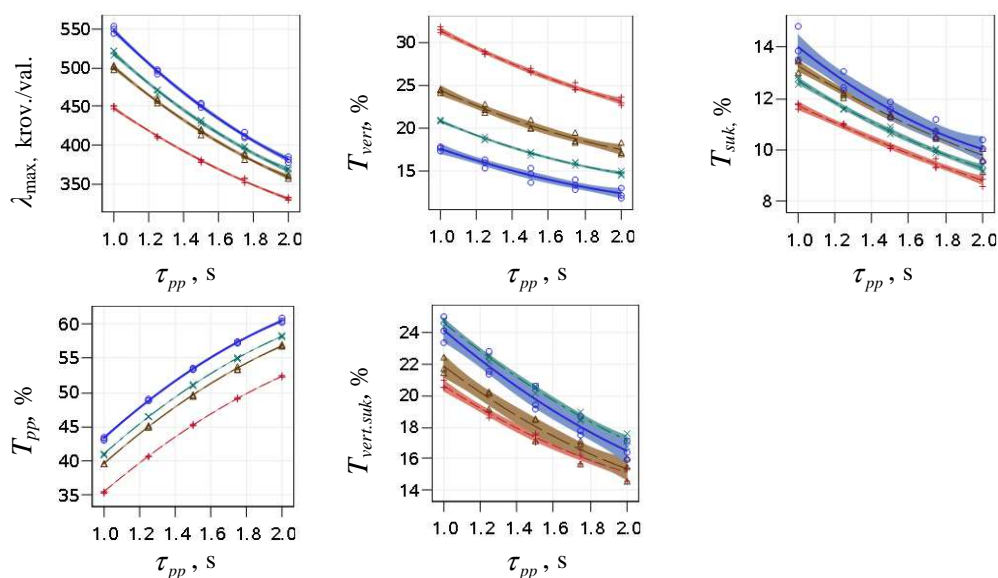 λmax, krov./val.
550
500
450
400
350
1.0 1.2 1.4 1.6 1.8 2.0
τpp , s
Tvert, %
30
25
20
15
1.0 1.2 1.4 1.6 1.8 2.0
τpp , s
Tsuk, %
14
12
10
8
1.0 1.2 1.4 1.6 1.8 2.0
τpp , s
Tpp, %
60
55
50
45
40
35
1.0 1.2 1.4 1.6 1.8 2.0
τpp , s
Tvert.suk, %
24
22
20
18
16
14
1.0 1.2 1.4 1.6 1.8 2.0
τpp , s